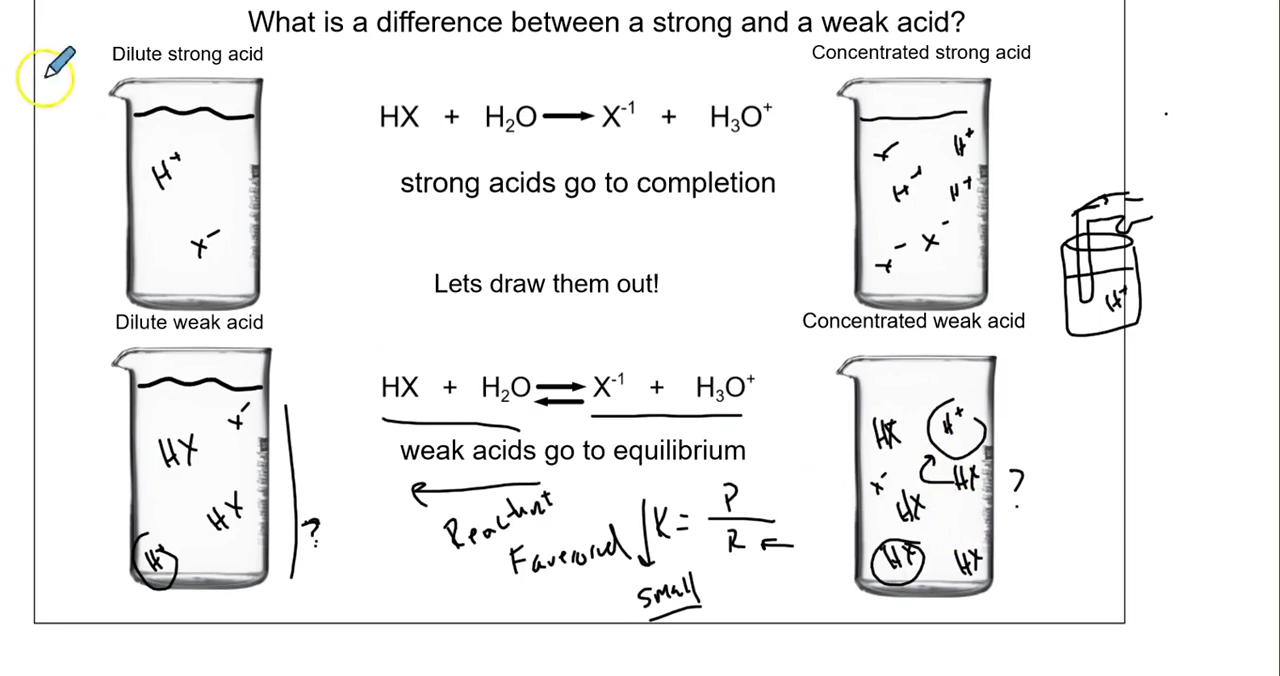 What is a difference between a strong and a weak acid?
Dilute strong acid
Concentrated strong acid
HX + H₂O ⟶ X⁻¹ + H₃O⁺
strong acids go to completion
H⁺
X⁻
X⁻
H⁺
H⁺
H⁺
X⁻
X⁻
H⁺
Lets draw them out!
Dilute weak acid
Concentrated weak acid
HX + H₂O ⇌ X⁻¹ + H₃O⁺
weak acids go to equilibrium
X⁻
HX
HX
H⁺
?
Reactant
Favored ↓K = P/R ←
small
HX
H⁺
X⁻
HX
HX
HX
HX
?